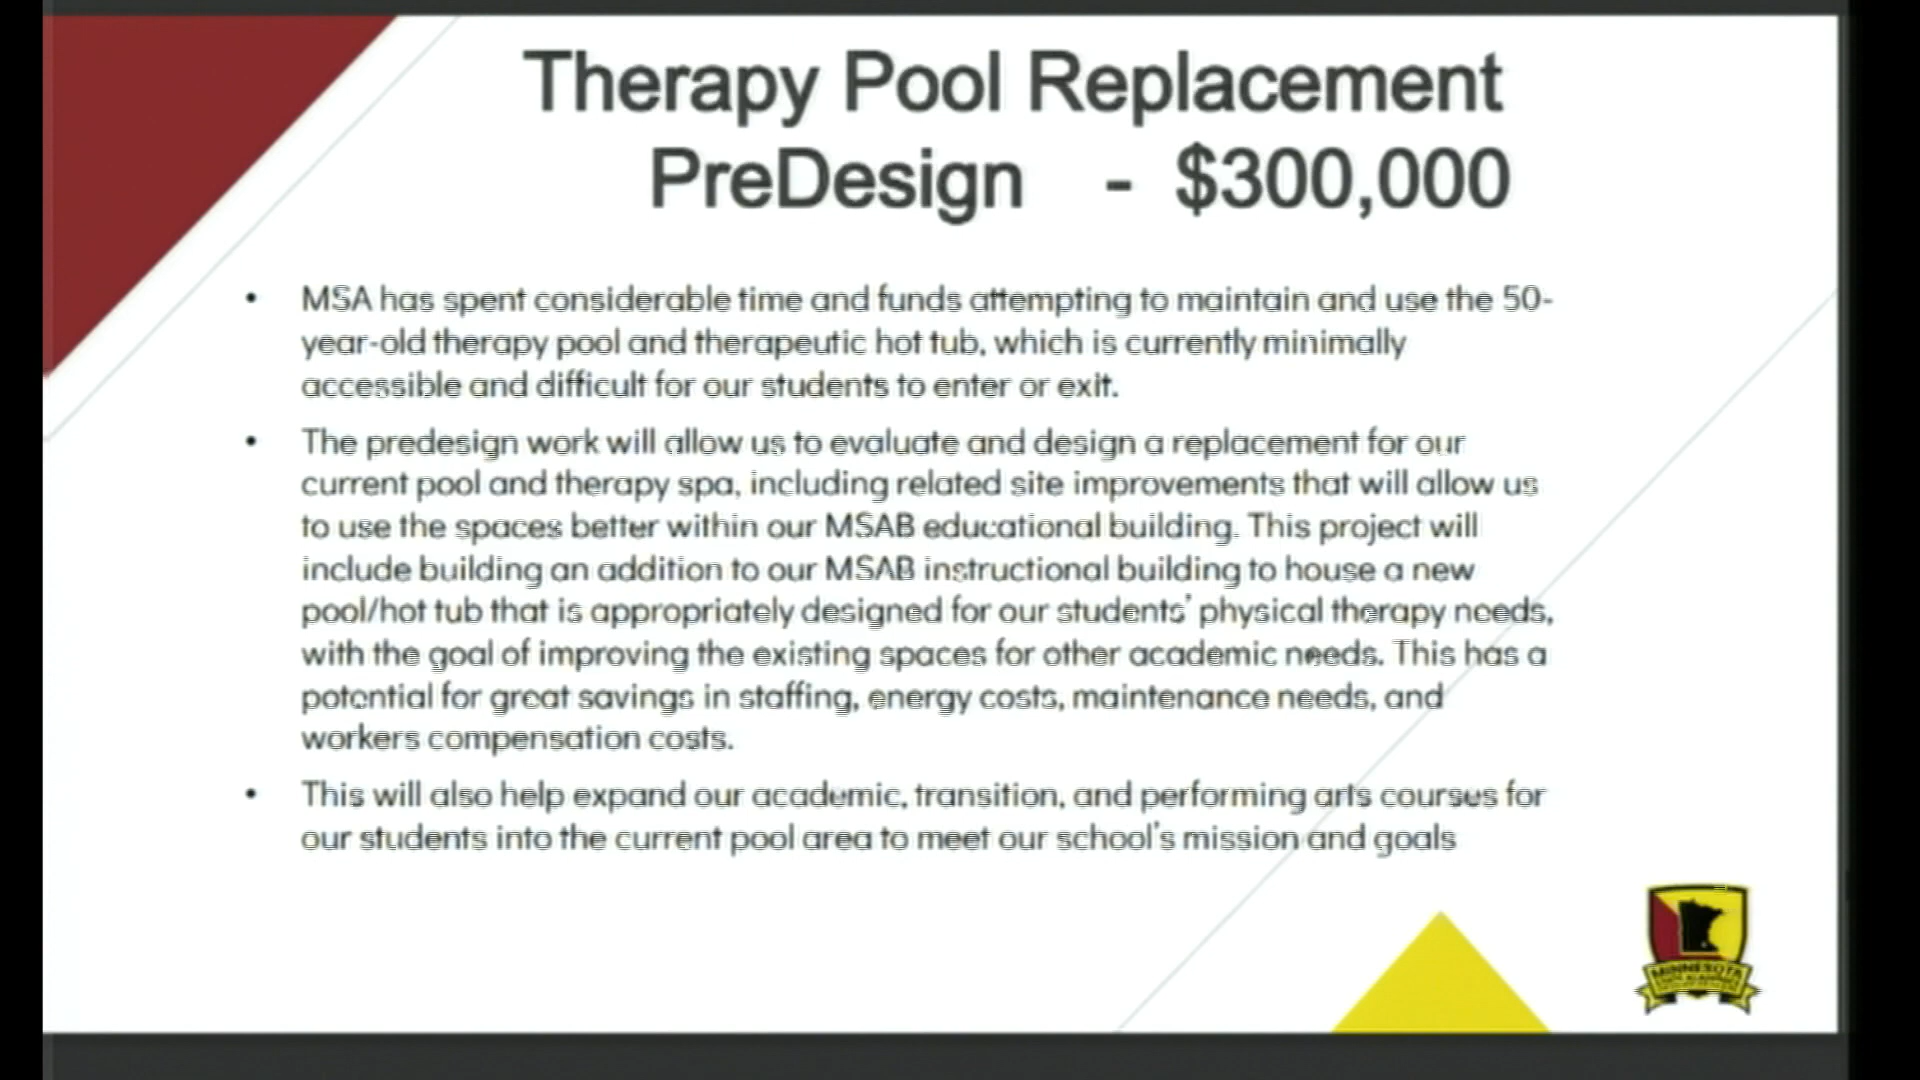 Therapy Pool Replacement
PreDesign - $300,000
• MSA has spent considerable time and funds attempting to maintain and use the 50-
year-old therapy pool and therapeutic hot tub, which is currently minimally
accessible and difficult for our students to enter or exit.
• The predesign work will allow us to evaluate and design a replacement for our
current pool and therapy spa, including related site improvements that will allow us
to use the spaces better within our MSAB educational building. This project will
include building an addition to our MSAB instructional building to house a new
pool/hot tub that is appropriately designed for our students' physical therapy needs,
with the goal of improving the existing spaces for other academic needs. This has a
potential for great savings in staffing, energy costs, maintenance needs, and
workers compensation costs.
• This will also help expand our academic, transition, and performing arts courses for
our students into the current pool area to meet our school's mission and goals
MINNESOTA